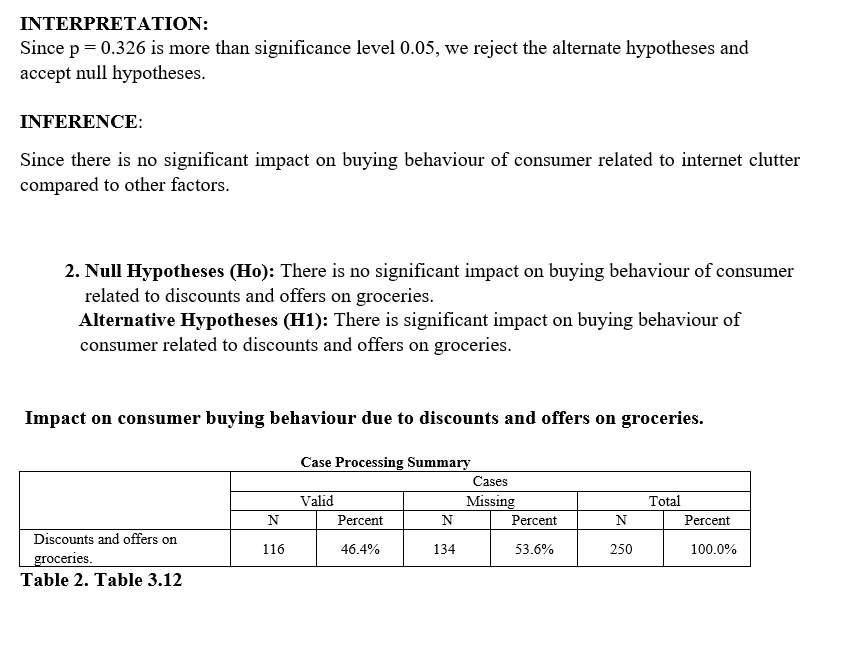 INTERPRETATION:
Since p = 0.326 is more than significance level 0.05, we reject the alternate hypotheses and
accept null hypotheses.
INFERENCE:
Since there is no significant impact on buying behaviour of consumer related to internet clutter
compared to other factors.
2. Null Hypotheses (Ho): There is no significant impact on buying behaviour of consumer
related to discounts and offers on groceries.
Alternative Hypotheses (H1): There is significant impact on buying behaviour of
consumer related to discounts and offers on groceries.
Impact on consumer buying behaviour due to discounts and offers on groceries.
Case Processing Summary
Cases
Valid Missing Total
N Percent N Percent N Percent
Discounts and offers on
groceries. 116 46.4% 134 53.6% 250 100.0%
Table 2. Table 3.12